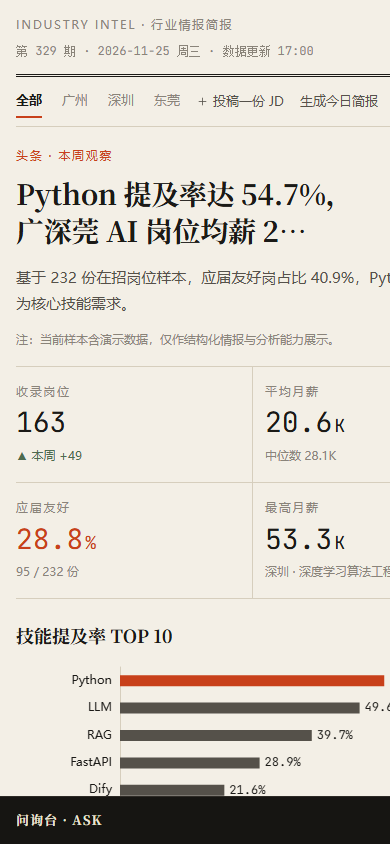 INDUSTRY INTEL · 行业情报简报
第 329 期 · 2026-11-25 周三 · 数据更新 17:00
全部 广州 深圳 东莞 + 投稿一份 JD 生成今日简报
头条 · 本周观察
Python 提及率达 54.7%,
广深莞 AI 岗位均薪 2…
基于 232 份在招岗位样本，应届友好岗占比 40.9%，Pyt
为核心技能需求。
注：当前样本含演示数据，仅作结构化情报与分析能力展示。
收录岗位
163
▲ 本周 +49
平均月薪
20.6K
中位数 28.1K
应届友好
28.8%
95 / 232 份
最高月薪
53.3K
深圳 · 深度学习算法工程
技能提及率 TOP 10
Python
LLM 49.6
RAG 39.7%
FastAPI 28.9%
Dify 21.6%
问询台 · ASK